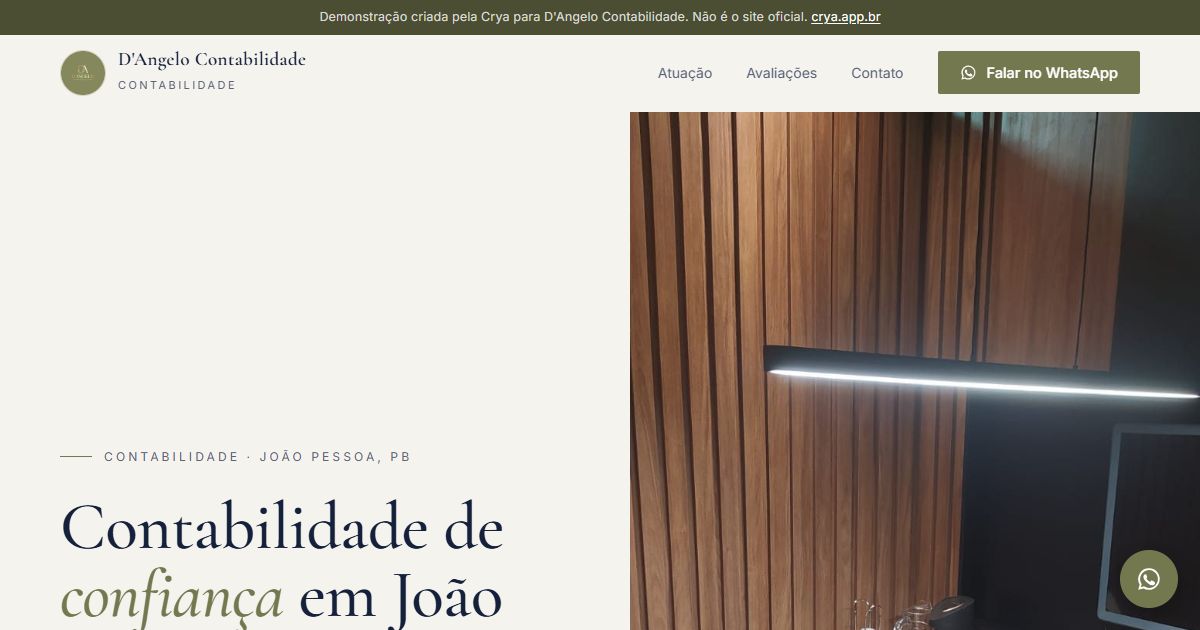 Demonstração criada pela Crya para D'Angelo Contabilidade. Não é o site oficial. crya.app.br
D'Angelo Contabilidade
CONTABILIDADE
Atuação
Avaliações
Contato
Falar no WhatsApp
CONTABILIDADE · JOÃO PESSOA, PB
Contabilidade de
confiança em João